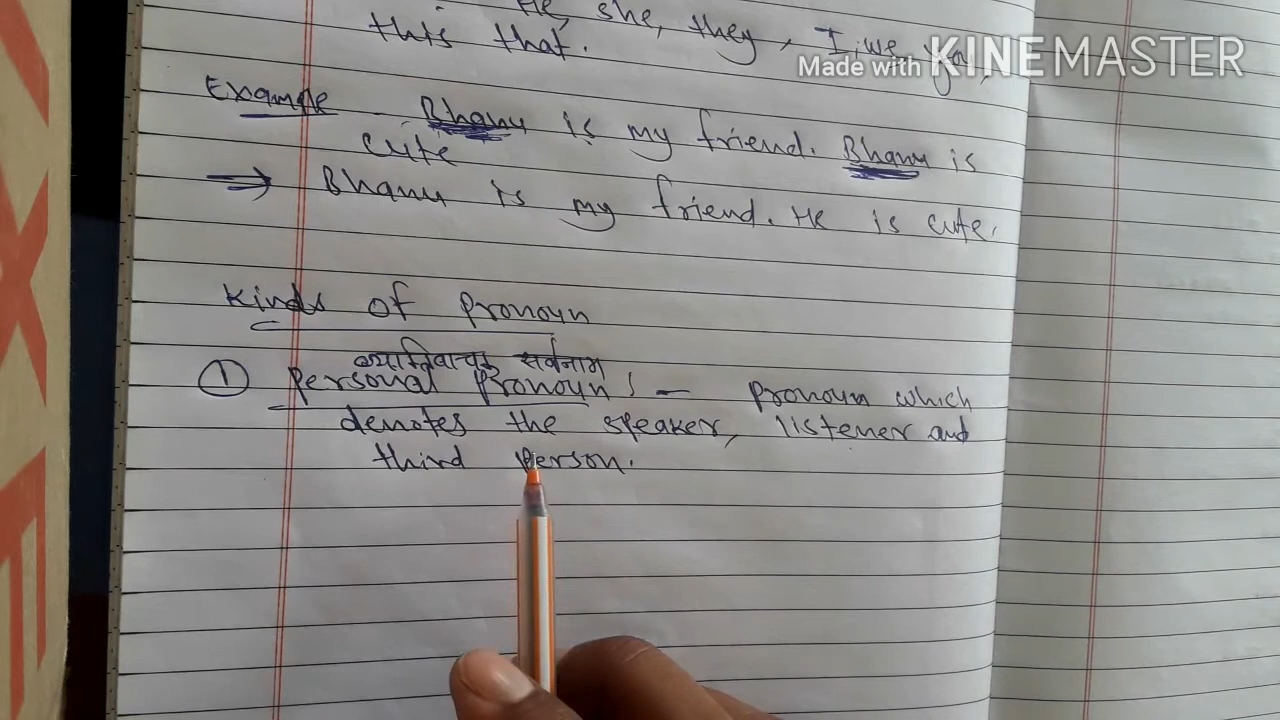 He, she, they, I, we, you,
this that.
Made with KINEMASTER
Example Bhanu is my friend. Bhanu is
cute
⇒ Bhanu is my friend. He is cute.
Kinds of pronoun
व्यक्तिवाचक सर्वनाम
① Personal Pronoun! — Pronoun which
denotes the speaker, listener and
third Person.